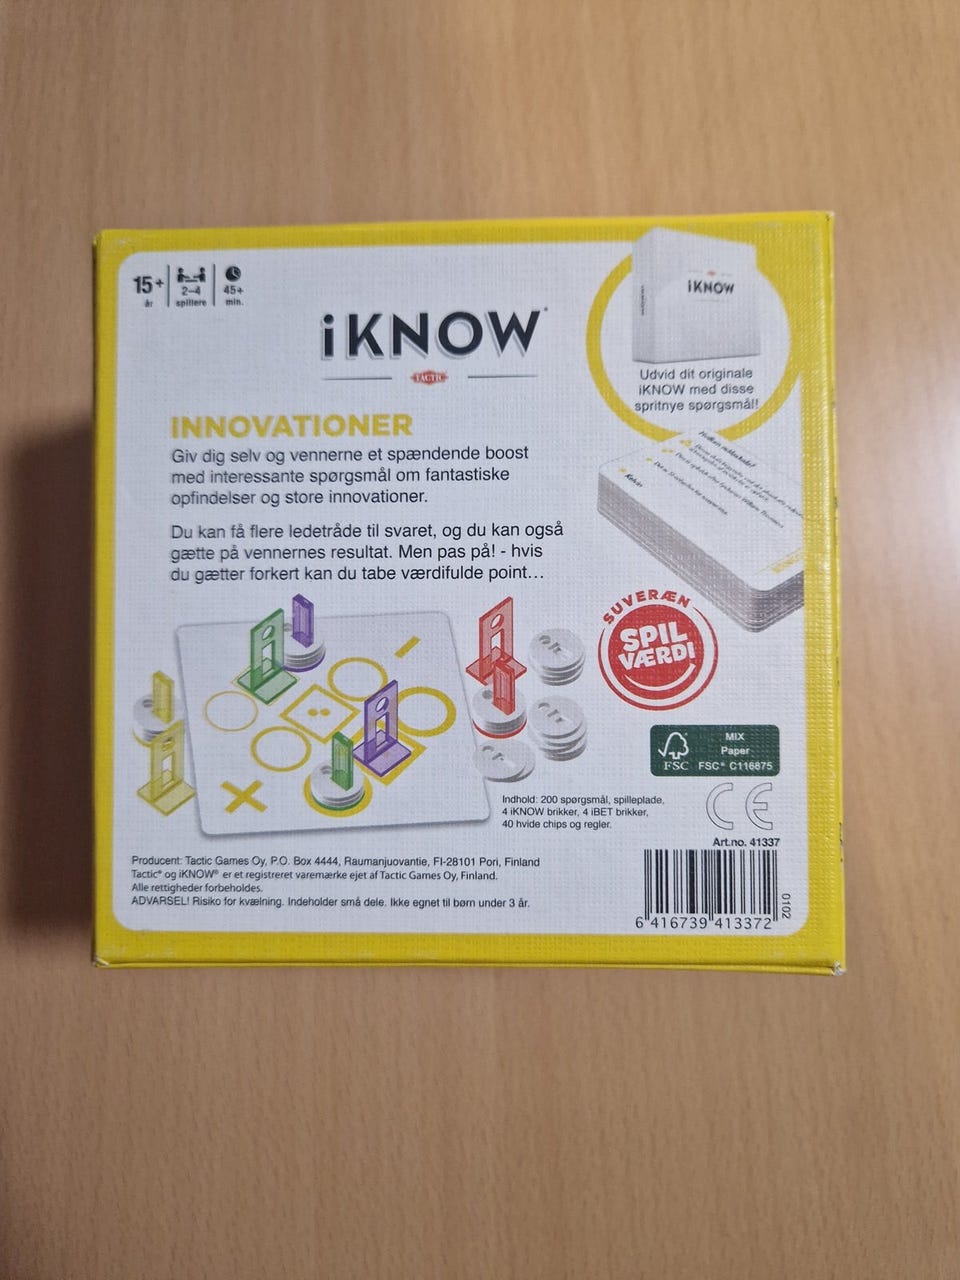 15+
år
2-4
spillere
45+
min.
iKNOW
TACTIC
iKNOW
Udvid dit originale
iKNOW med disse
spritnye spørgsmål!
INNOVATIONER
Giv dig selv og vennerne et spændende boost
med interessante spørgsmål om fantastiske
opfindelser og store innovationer.
Du kan få flere ledetråde til svaret, og du kan også
gætte på vennernes resultat. Men pas på! - hvis
du gætter forkert kan du tabe værdifulde point...
Kelvin
SUVERÆN
SPIL
VÆRDI
FSC
MIX
Paper
FSC® C116875
CE
Indhold: 200 spørgsmål, spilleplade,
4 iKNOW brikker, 4 iBET brikker,
40 hvide chips og regler.
Art.no. 41337
Producent: Tactic Games Oy, P.O. Box 4444, Raumanjuovantie, FI-28101 Pori, Finland
Tactic® og iKNOW® er et registreret varemærke ejet af Tactic Games Oy, Finland.
Alle rettigheder forbeholdes.
ADVARSEL! Risiko for kvælning. Indeholder små dele. Ikke egnet til børn under 3 år.
0102
6 416739 413372